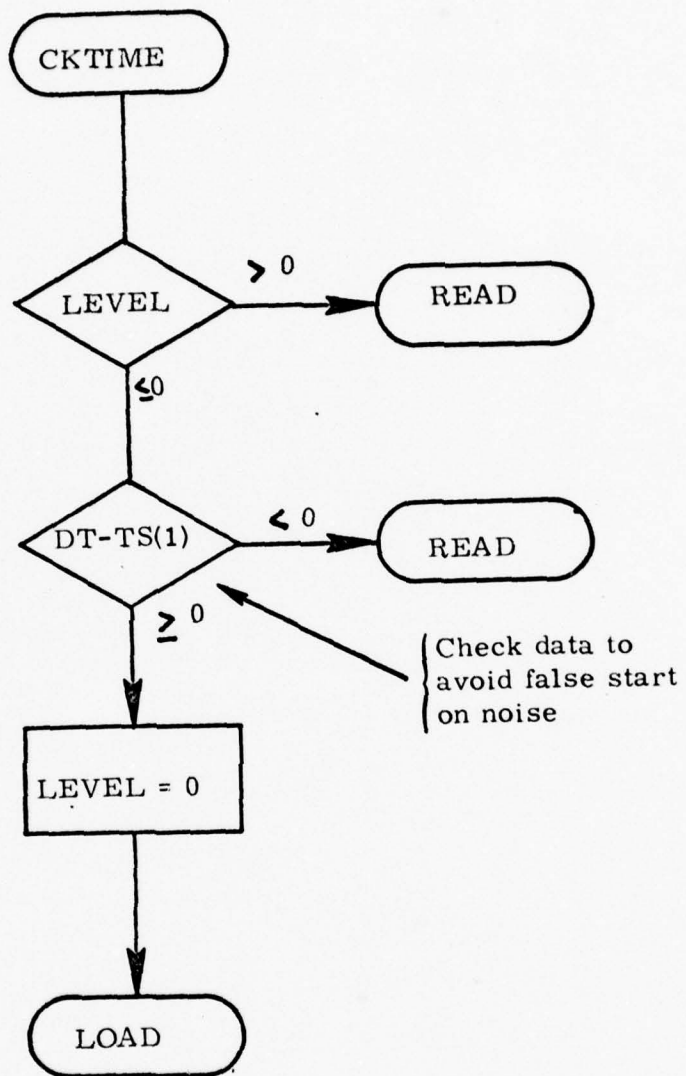 CKTIME
LEVEL
> 0
READ
≤0
DT-TS(1)
< 0
READ
≥ 0
Check data to
avoid false start
on noise
LEVEL = 0
LOAD